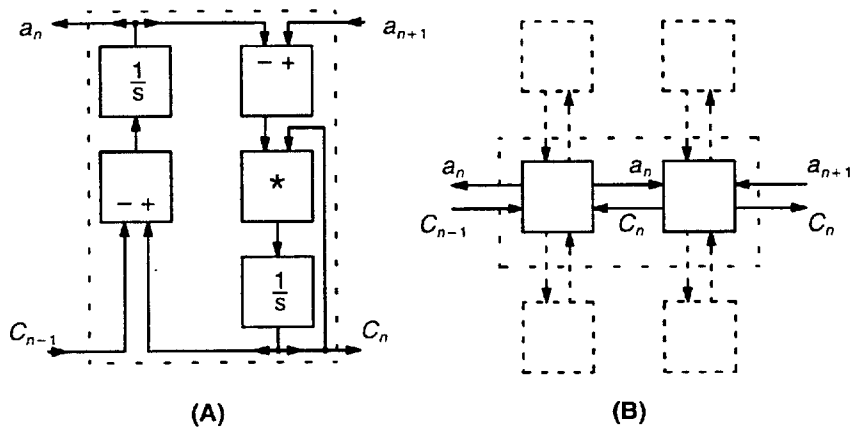 a_n
a_{n+1}
1/s
- +
- +
*
1/s
C_{n-1}
C_n
(A)
a_n
a_n
a_{n+1}
C_{n-1}
C_n
C_n
(B)